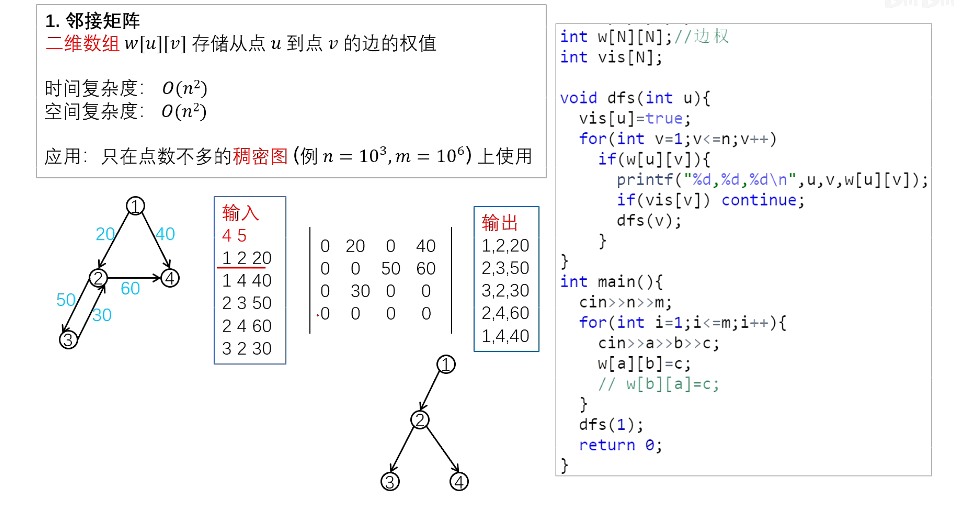 1. 邻接矩阵
二维数组 w[u][v] 存储从点 u 到点 v 的边的权值
时间复杂度： O(n²)
空间复杂度： O(n²)
应用：只在点数不多的稠密图 (例 n = 10³, m = 10⁶) 上使用
int w[N][N];//边权
int vis[N];
void dfs(int u){
vis[u]=true;
for(int v=1;v<=n;v++)
if(w[u][v]){
printf("%d,%d,%d\n",u,v,w[u][v]);
if(vis[v]) continue;
dfs(v);
}
}
int main(){
cin>>n>>m;
for(int i=1;i<=m;i++){
cin>>a>>b>>c;
w[a][b]=c;
// w[b][a]=c;
}
dfs(1);
return 0;
}
1
20 40
2 4
60
50 30
3
输入
4 5
1 2 20
1 4 40
2 3 50
2 4 60
3 2 30
0 20 0 40
0 0 50 60
0 30 0 0
0 0 0 0
输出
1,2,20
2,3,50
3,2,30
2,4,60
1,4,40
1
2
3 4